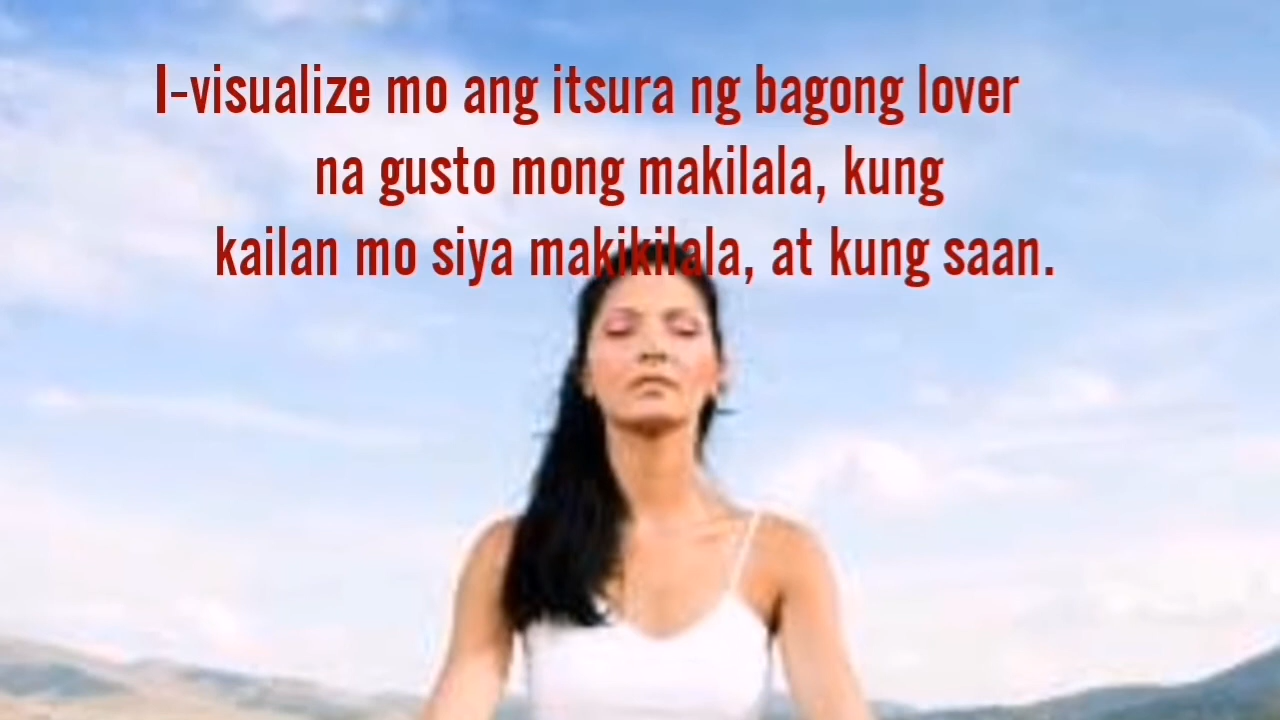 I-visualize mo ang itsura ng bagong lover
na gusto mong makilala, kung
kailan mo siya makikilala, at kung saan.